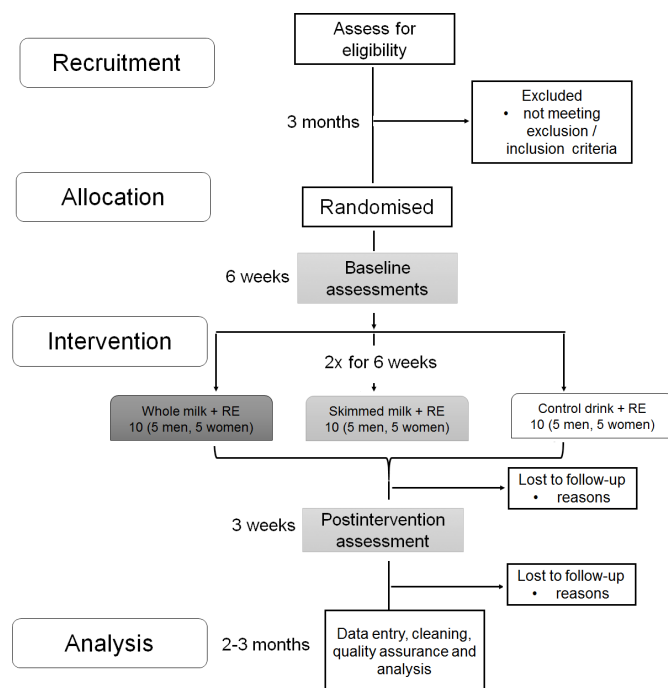 Assess for
eligibility
Recruitment
3 months
Excluded
• not meeting
exclusion /
inclusion criteria
Allocation
Randomised
6 weeks
Baseline
assessments
Intervention
2x for 6 weeks
Whole milk + RE
10 (5 men, 5 women)
Skimmed milk + RE
10 (5 men, 5 women)
Control drink + RE
10 (5 men, 5 women)
Lost to follow-up
• reasons
3 weeks
Postintervention
assessment
Lost to follow-up
• reasons
Analysis
2-3 months
Data entry, cleaning,
quality assurance and
analysis